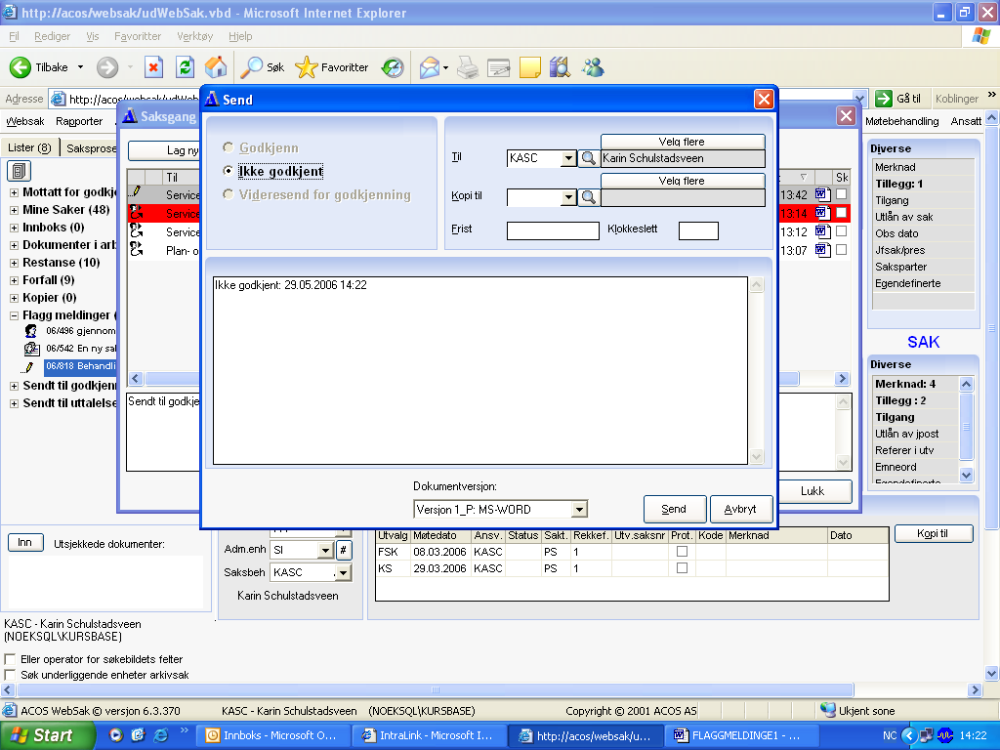 http://acos/websak/udWebSak.vbd - Microsoft Internet Explorer
Fil Rediger Vis Favoritter Verktøy Hjelp
Tilbake Søk Favoritter
Adresse http://acos/websak/udWeb Gå til Koblinger »
Websak Rapporter Møtebehandling Ansatt
Lister (8) Saksprose
Mottatt for godkj
Mine Saker (48)
Innboks (0)
Dokumenter i arb
Restanse (10)
Forfall (9)
Kopier (0)
Flagg meldinger (
06/496 gjennom
06/542 En ny sal
06/818 Behandli
Sendt til godkjen
Sendt til uttalelse
Saksgang
Lag ny
Til Sk
Service 13:42
Service 13:14
Service 13:12
Plan- o 13:07
Sendt til godkje
Lukk
Send
Godkjenn
Ikke godkjent
Videresend for godkjenning
Velg flere
Til KASC Karin Schulstadsveen
Velg flere
Kopi til
Frist Klokkeslett
Ikke godkjent: 29.05.2006 14:22
Dokumentversjon:
Versjon 1_P: MS-WORD
Send Avbryt
Diverse
Merknad
Tillegg: 1
Tilgang
Utlån av sak
Obs dato
Jfsak/pres
Saksparter
Egendefinerte
SAK
Diverse
Merknad: 4
Tillegg : 2
Tilgang
Utlån av jpost
Referer i utv
Emneord
Egendefinerte
Kopi til
Inn Utsjekkede dokumenter:
Adm.enh SI #
Saksbeh KASC
Karin Schulstadsveen
Utvalg Møtedato Ansv. Status Sakt. Rekkef. Utv.saksnr Prot. Kode Merknad Dato
FSK 08.03.2006 KASC PS 1
KS 29.03.2006 KASC PS 1
KASC - Karin Schulstadsveen
(NOEKSQL\KURSBASE)
Eller operator for søkebildets felter
Søk underliggende enheter arkivsak
ACOS WebSak © versjon 6.3.370 KASC - Karin Schulstadsveen (NOEKSQL\KURSBASE) Copyright © 2001 ACOS AS Ukjent sone
Start » Innboks - Microsoft O... IntraLink - Microsoft I... http://acos/websak/u... FLAGGMELDINGE1 - ... NC 14:22